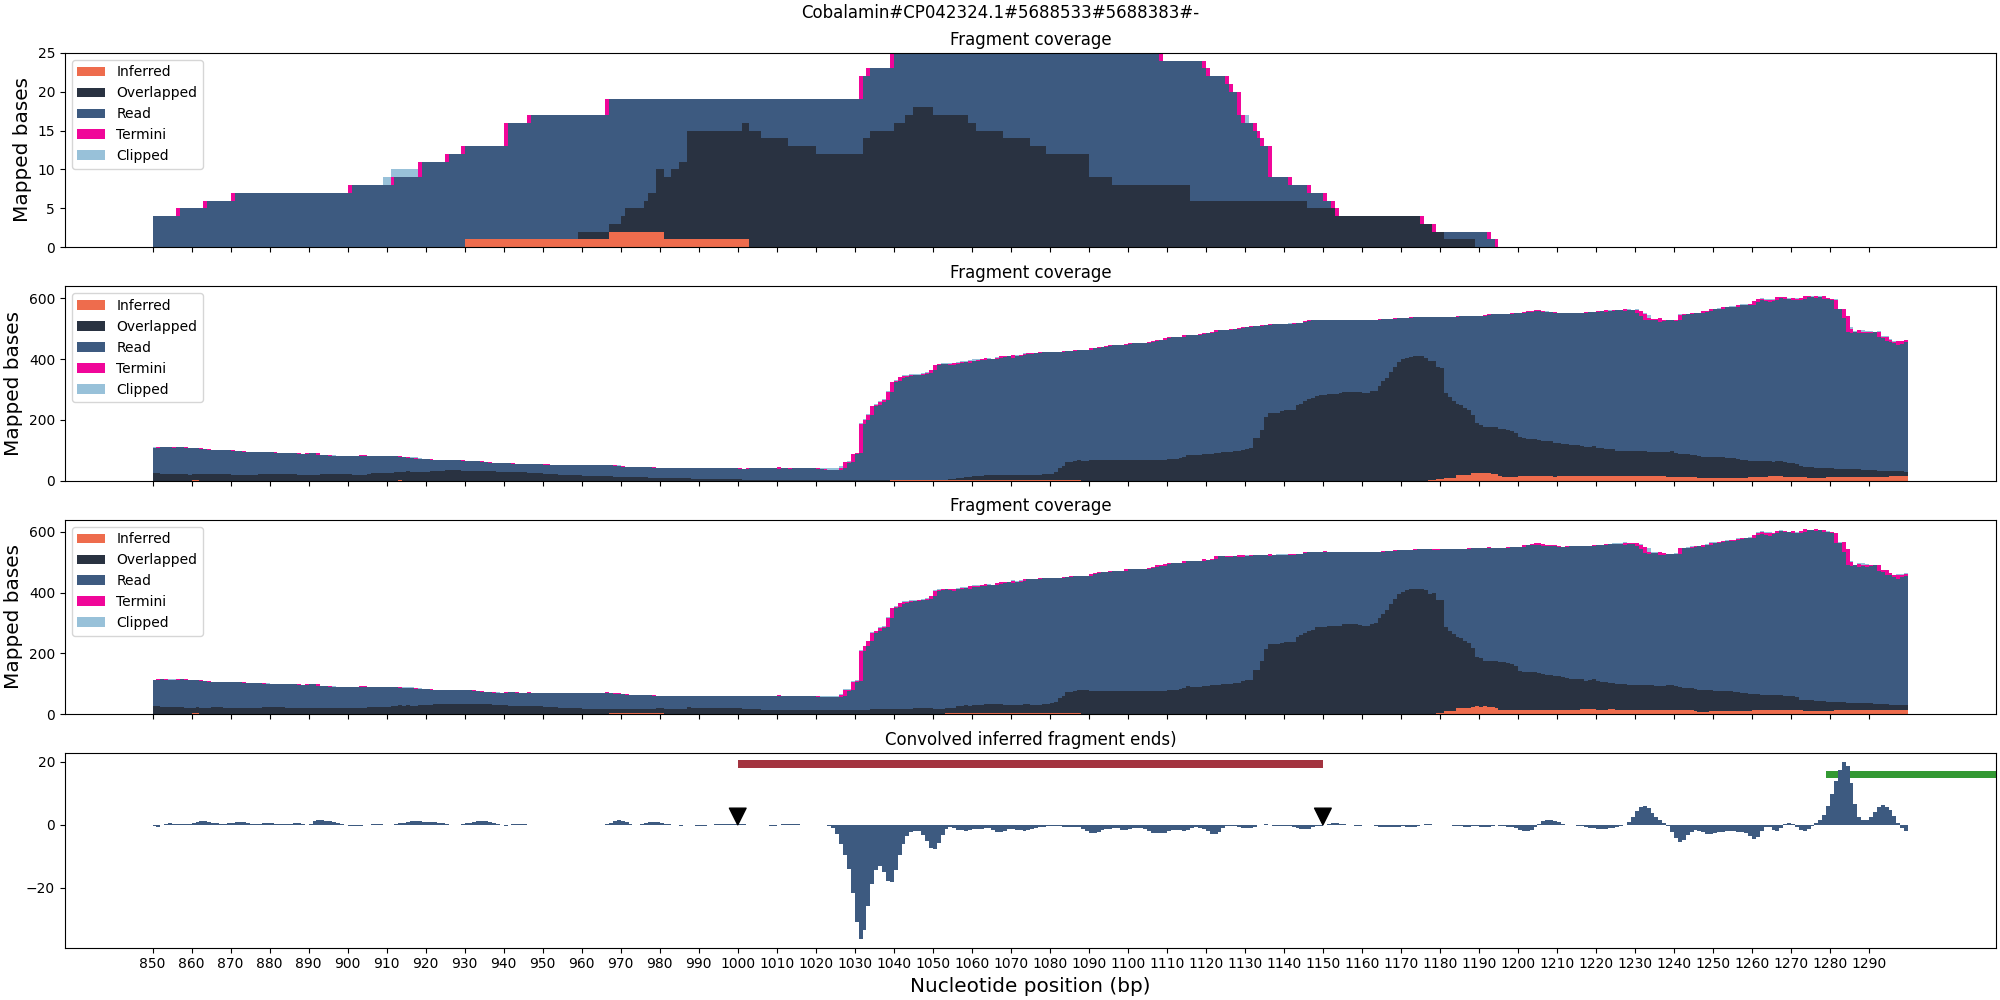 Cobalamin#CP042324.1#5688533#5688383#-
Fragment coverage
Mapped bases
25
20
15
10
5
0
Inferred
Overlapped
Read
Termini
Clipped
Fragment coverage
Mapped bases
600
400
200
0
Inferred
Overlapped
Read
Termini
Clipped
Fragment coverage
Mapped bases
600
400
200
0
Inferred
Overlapped
Read
Termini
Clipped
Convolved inferred fragment ends)
20
0
−20
850 860 870 880 890 900 910 920 930 940 950 960 970 980 990 1000 1010 1020 1030 1040 1050 1060 1070 1080 1090 1100 1110 1120 1130 1140 1150 1160 1170 1180 1190 1200 1210 1220 1230 1240 1250 1260 1270 1280 1290
Nucleotide position (bp)